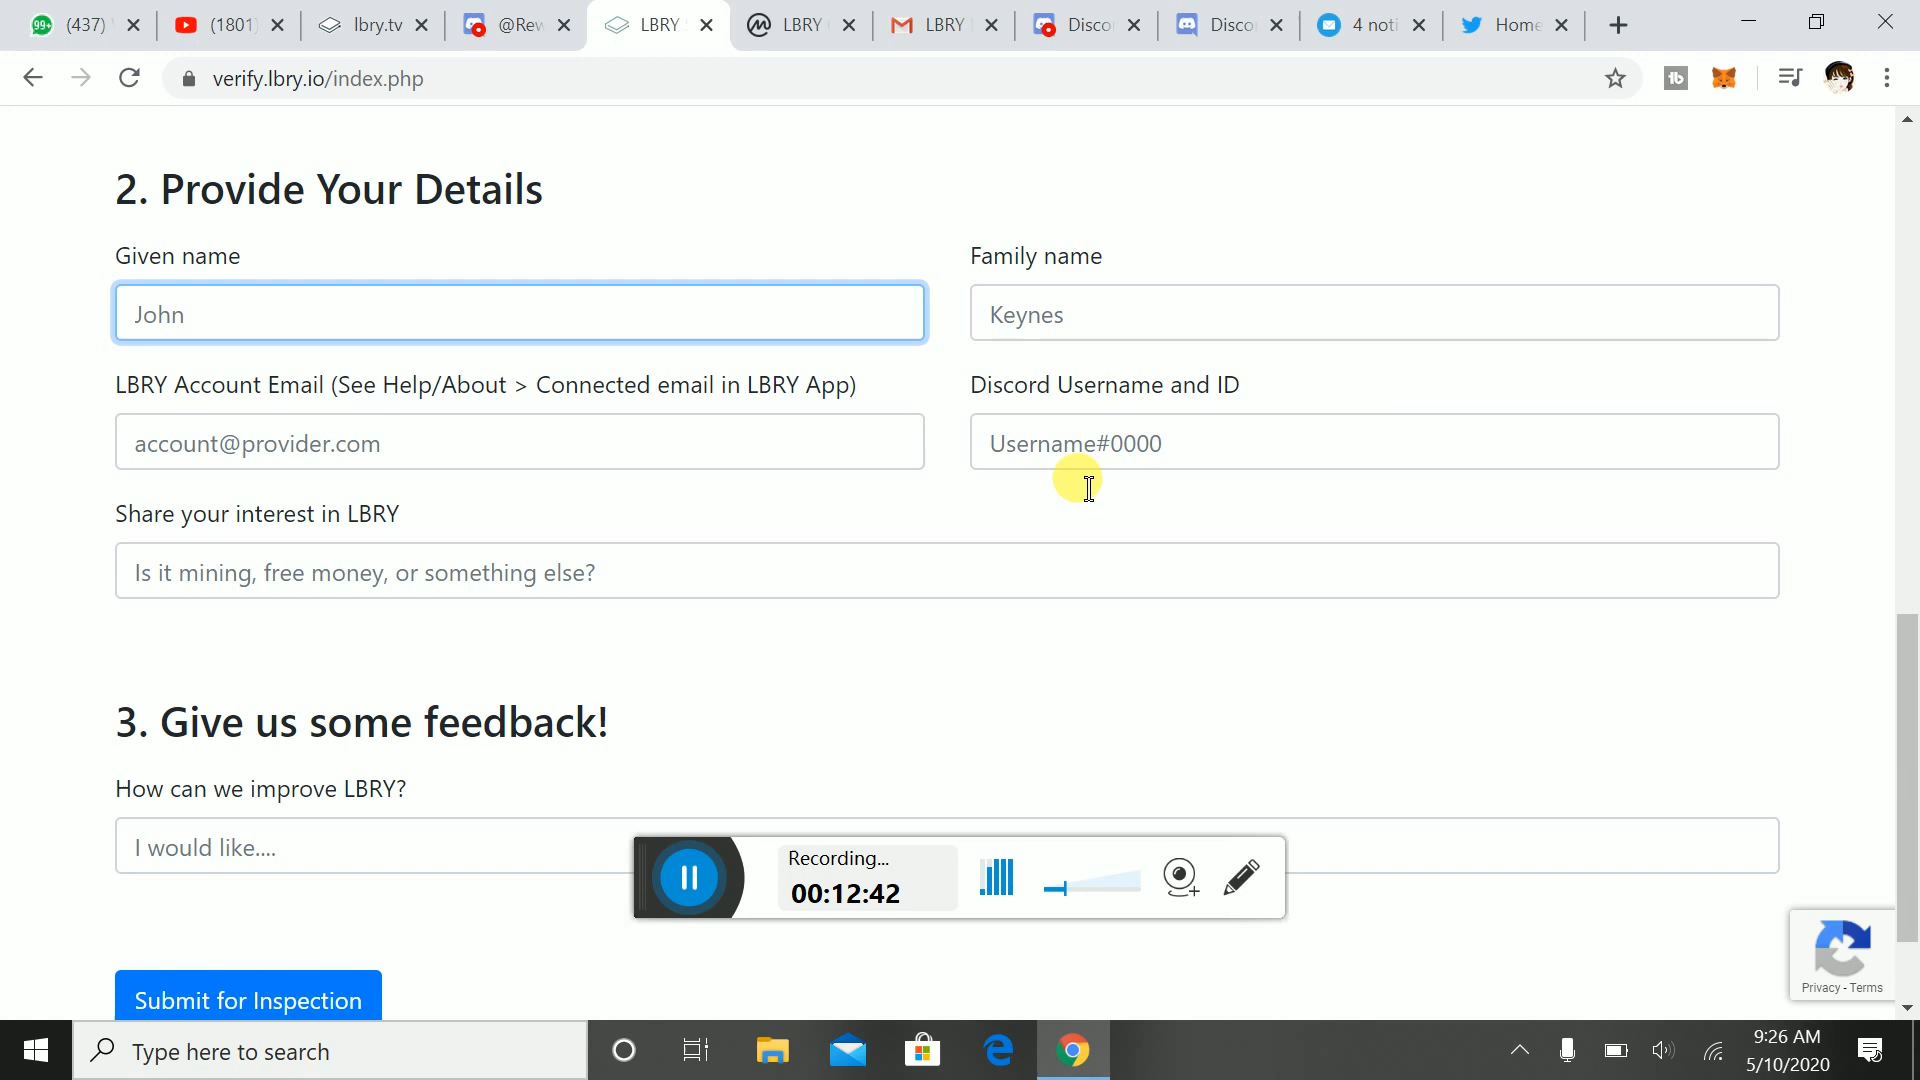 99+ (437)
(1801
lbry.tv
@Rew
LBRY
LBRY
LBRY
Disco
Disco
4 noti
Home
verify.lbry.io/index.php
2. Provide Your Details
Given name
Family name
John
Keynes
LBRY Account Email (See Help/About > Connected email in LBRY App)
Discord Username and ID
account@provider.com
Username#0000
Share your interest in LBRY
Is it mining, free money, or something else?
3. Give us some feedback!
How can we improve LBRY?
I would like....
Recording...
00:12:42
Submit for Inspection
Privacy - Terms
Type here to search
9:26 AM
5/10/2020